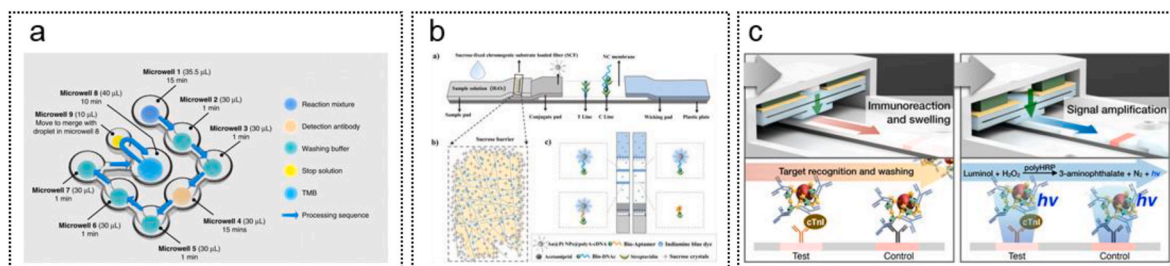 a
Microwell 1 (35.5 μL)
15 min
Microwell 8 (40 μL)
10 min
Microwell 2 (30 μL)
1 min
Microwell 9 (10 μL)
Move to merge with
droplet in microwell 8
Microwell 3 (30 μL)
1 min
Microwell 7 (30 μL)
1 min
Microwell 6 (30 μL)
1 min
Microwell 4 (30 μL)
15 mins
Microwell 5 (30 μL)
1 min
Reaction mixture
Detection antibody
Washing buffer
Stop solution
TMB
Processing sequence
b
a)
Sucrose-fixed chromogenic substrate loaded fiber (SCF)
NC membrane
Sample solution (H₂O₂)
Sample pad
Conjugate pad
T Line
C Line
Wicking pad
Plastic plate
Sucrose barrier
b)
c)
Bio-Aptamer
Indiamine blue dye
Acetamiprid
Bio-DNAc
Streptavidin
Sucrose crystals
c
Immunoreaction
and swelling
Target recognition and washing
cTnI
Test
Control
Signal amplification
polyHRP
Luminol + H₂O₂
3-aminophthalate + N₂ + hv
hv
hv
cTnI
Test
Control